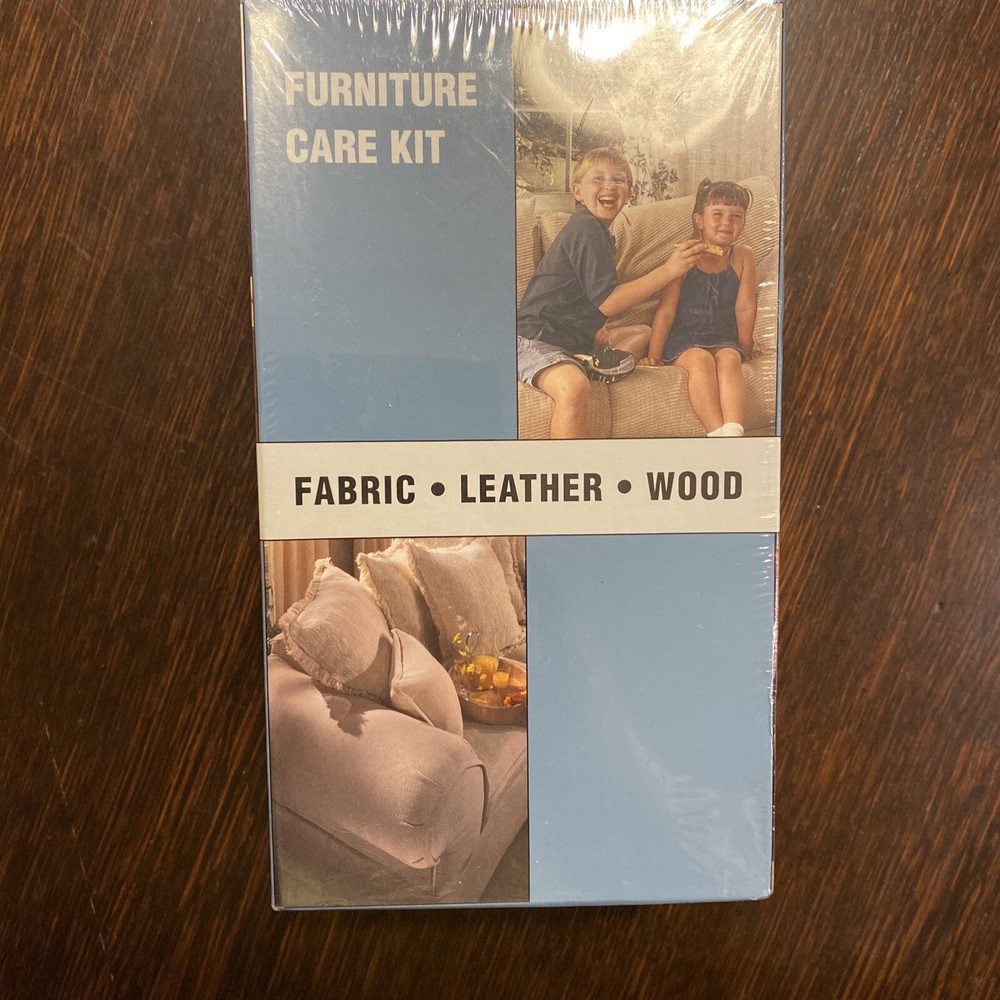 FURNITURE
CARE KIT
FABRIC • LEATHER • WOOD